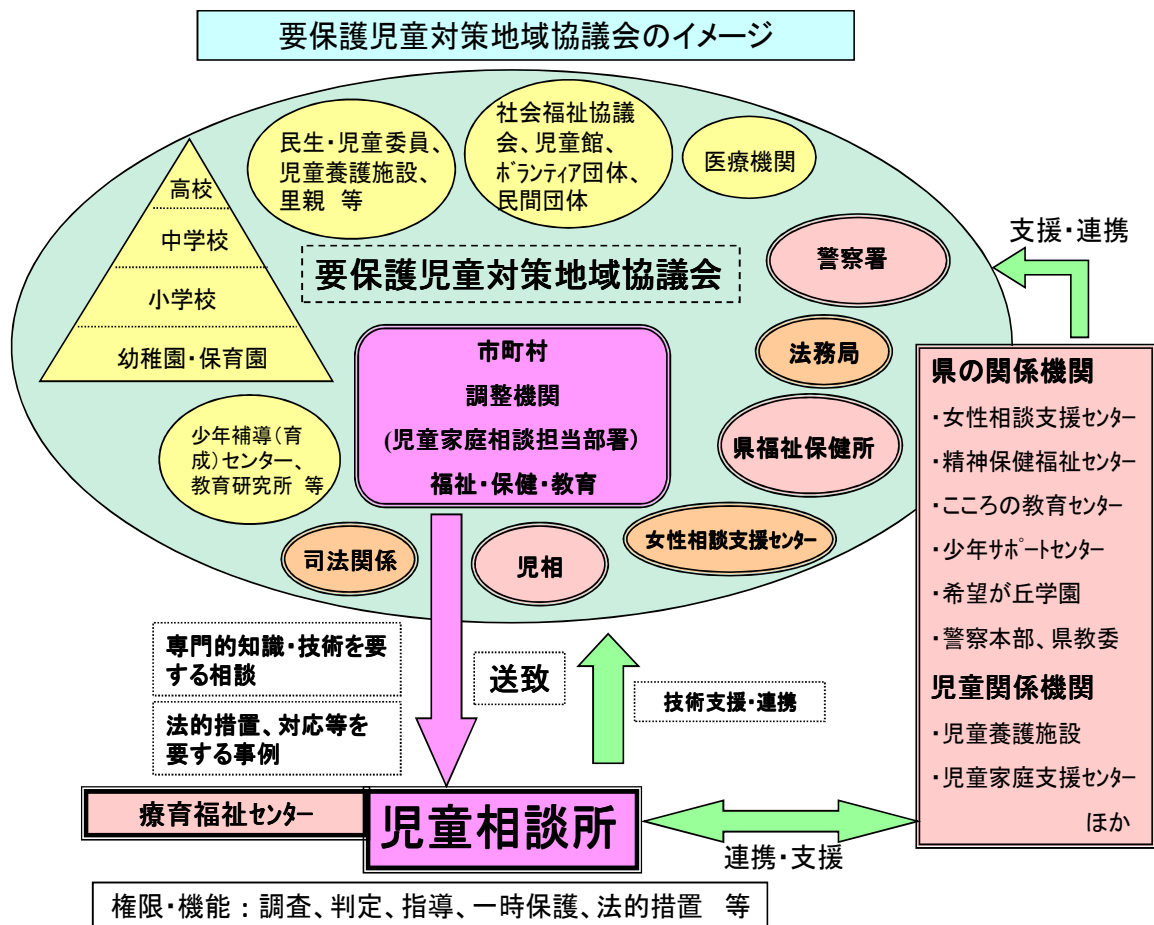 要保護児童対策地域協議会のイメージ
民生・児童委員、
児童養護施設、
里親 等
社会福祉協議
会、児童館、
ﾎﾞﾗﾝﾃｨｱ団体、
民間団体
医療機関
高校
中学校
小学校
幼稚園・保育園
要保護児童対策地域協議会
警察署
法務局
県福祉保健所
女性相談支援ｾﾝﾀｰ
児相
司法関係
少年補導（育
成）センター、
教育研究所 等
市町村
調整機関
(児童家庭相談担当部署）
福祉・保健・教育
支援・連携
県の関係機関
・女性相談支援ｾﾝﾀｰ
・精神保健福祉ｾﾝﾀｰ
・こころの教育ｾﾝﾀｰ
・少年ｻﾎﾟｰﾄｾﾝﾀｰ
・希望が丘学園
・警察本部、県教委
児童関係機関
・児童養護施設
・児童家庭支援ｾﾝﾀｰ
ほか
専門的知識・技術を要
する相談
法的措置、対応等を
要する事例
送致
技術支援・連携
療育福祉ｾﾝﾀｰ
児童相談所
連携・支援
権限・機能：調査、判定、指導、一時保護、法的措置 等